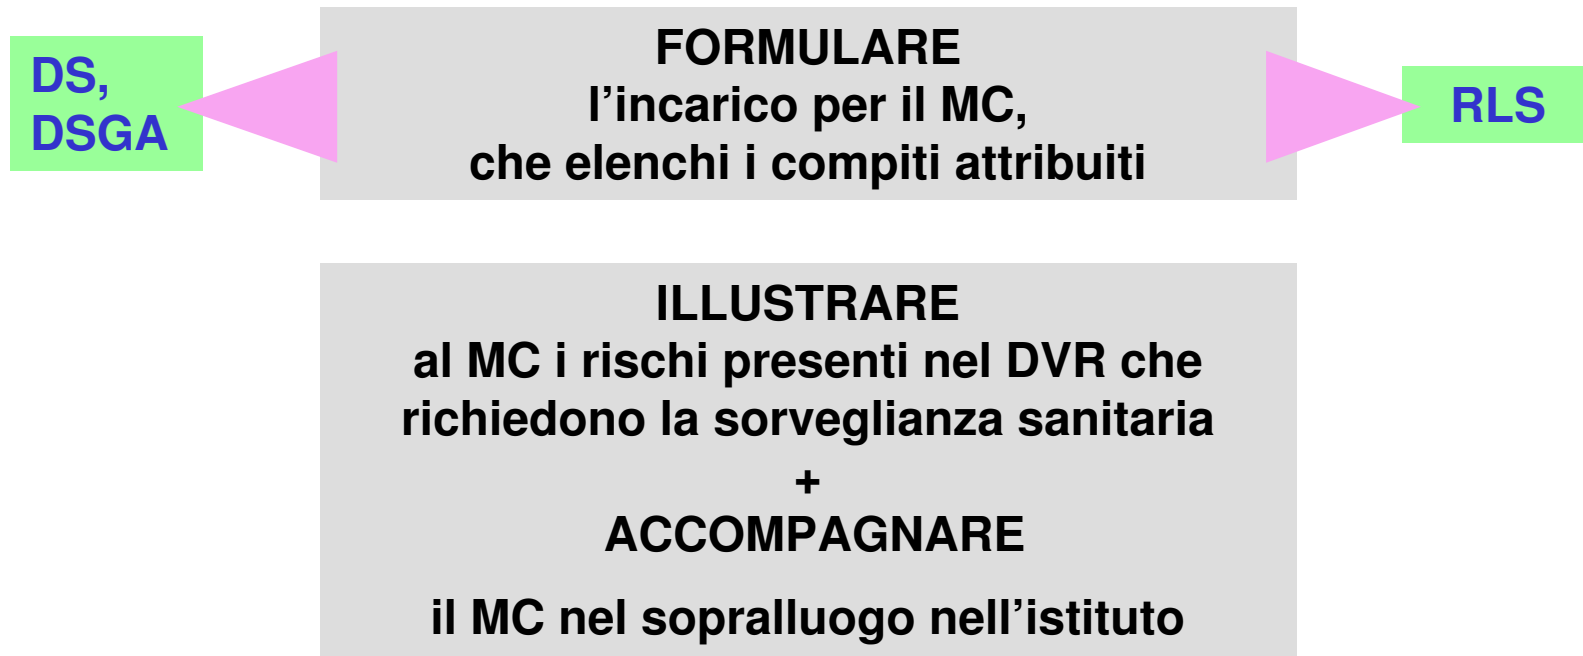 DS,
DSGA
FORMULARE
l’incarico per il MC,
che elenchi i compiti attribuiti
RLS
ILLUSTRARE
al MC i rischi presenti nel DVR che
richiedono la sorveglianza sanitaria
+
ACCOMPAGNARE
il MC nel sopralluogo nell’istituto